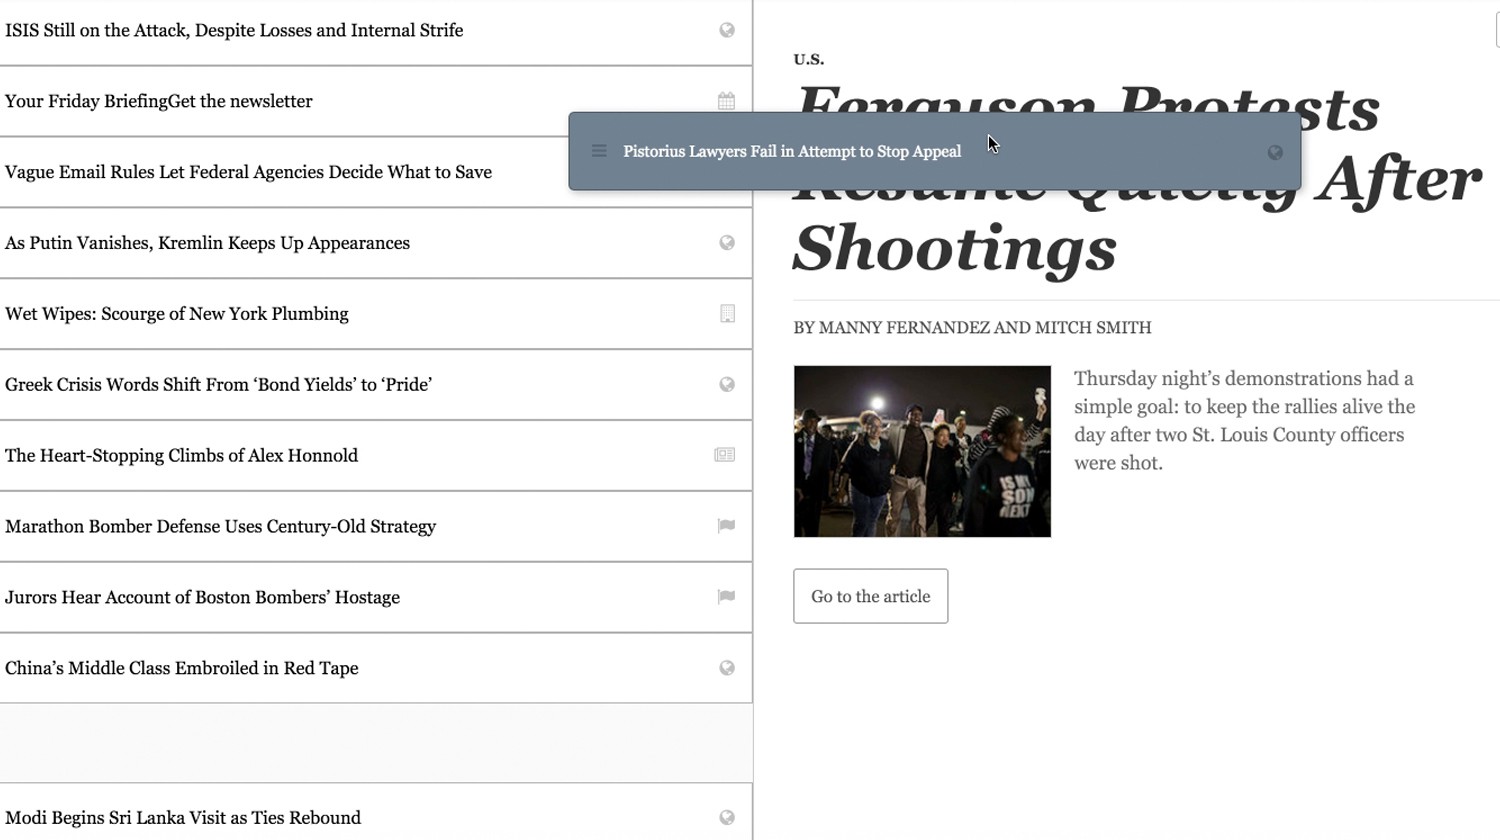 ISIS Still on the Attack, Despite Losses and Internal Strife
Your Friday BriefingGet the newsletter
Vague Email Rules Let Federal Agencies Decide What to Save
As Putin Vanishes, Kremlin Keeps Up Appearances
Wet Wipes: Scourge of New York Plumbing
Greek Crisis Words Shift From ‘Bond Yields’ to ‘Pride’
The Heart-Stopping Climbs of Alex Honnold
Marathon Bomber Defense Uses Century-Old Strategy
Jurors Hear Account of Boston Bombers’ Hostage
China’s Middle Class Embroiled in Red Tape
Modi Begins Sri Lanka Visit as Ties Rebound
Pistorius Lawyers Fail in Attempt to Stop Appeal
U.S.
Ferguson Protests
Resume Quietly After
Shootings
BY MANNY FERNANDEZ AND MITCH SMITH
Thursday night’s demonstrations had a
simple goal: to keep the rallies alive the
day after two St. Louis County officers
were shot.
IS MY
SON
NEXT
Go to the article